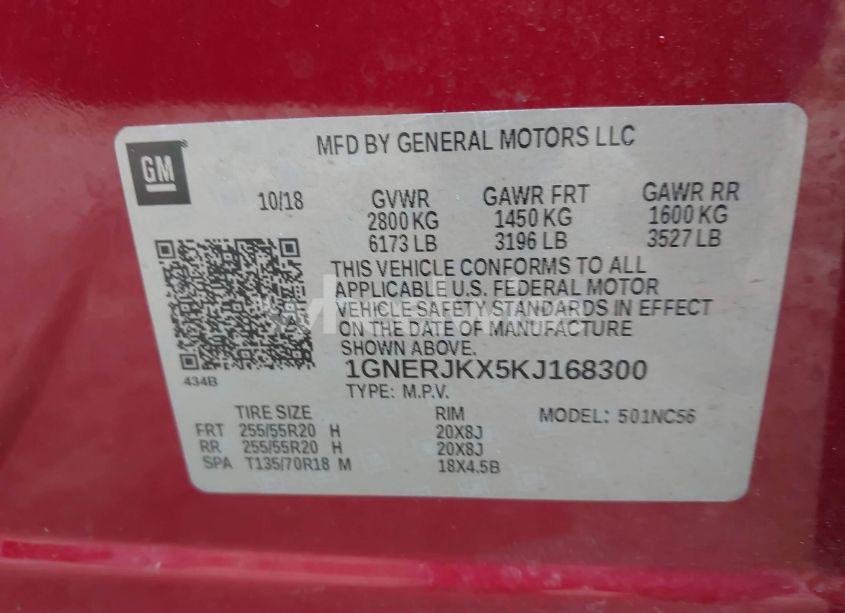 GM
MFD BY GENERAL MOTORS LLC
10/18 GVWR GAWR FRT GAWR RR
2800 KG 1450 KG 1600 KG
6173 LB 3196 LB 3527 LB
THIS VEHICLE CONFORMS TO ALL
APPLICABLE U.S. FEDERAL MOTOR
VEHICLE SAFETY STANDARDS IN EFFECT
ON THE DATE OF MANUFACTURE
SHOWN ABOVE.
434B
1GNERJKX5KJ168300
TYPE: M.P.V.
TIRE SIZE RIM MODEL: 501NC56
FRT 255/55R20 H 20X8J
RR 255/55R20 H 20X8J
SPA T135/70R18 M 18X4.5B